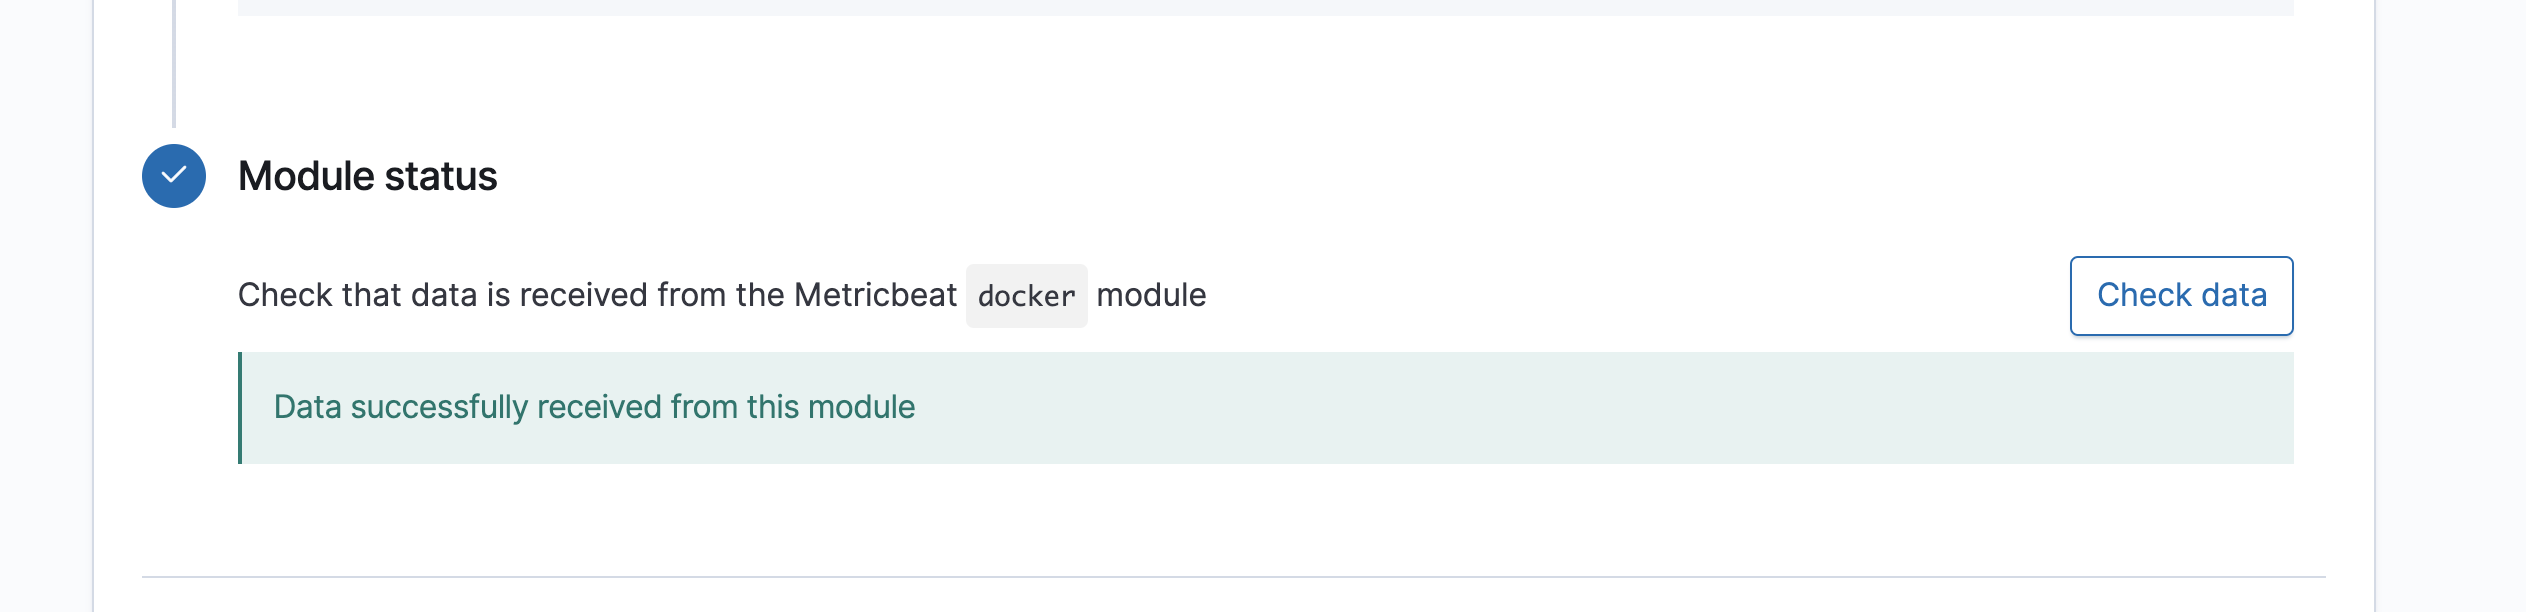 Module status
Check that data is received from the Metricbeat docker module
Check data
Data successfully received from this module